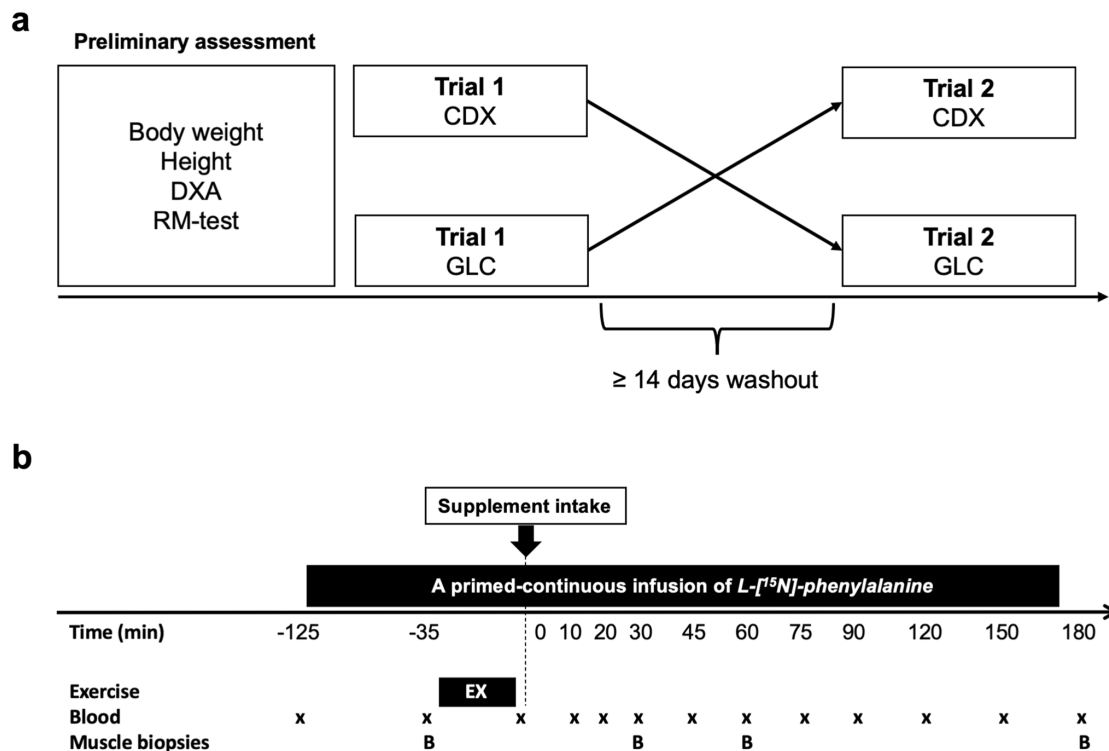 a
Preliminary assessment
Body weight
Height
DXA
RM-test
Trial 1
CDX
Trial 1
GLC
Trial 2
CDX
Trial 2
GLC
≥ 14 days washout
b
Supplement intake
A primed-continuous infusion of L-[¹⁵N]-phenylalanine
Time (min) -125 -35 0 10 20 30 45 60 75 90 120 150 180
Exercise EX
Blood x x x x x x x x x x x x x
Muscle biopsies B B B B